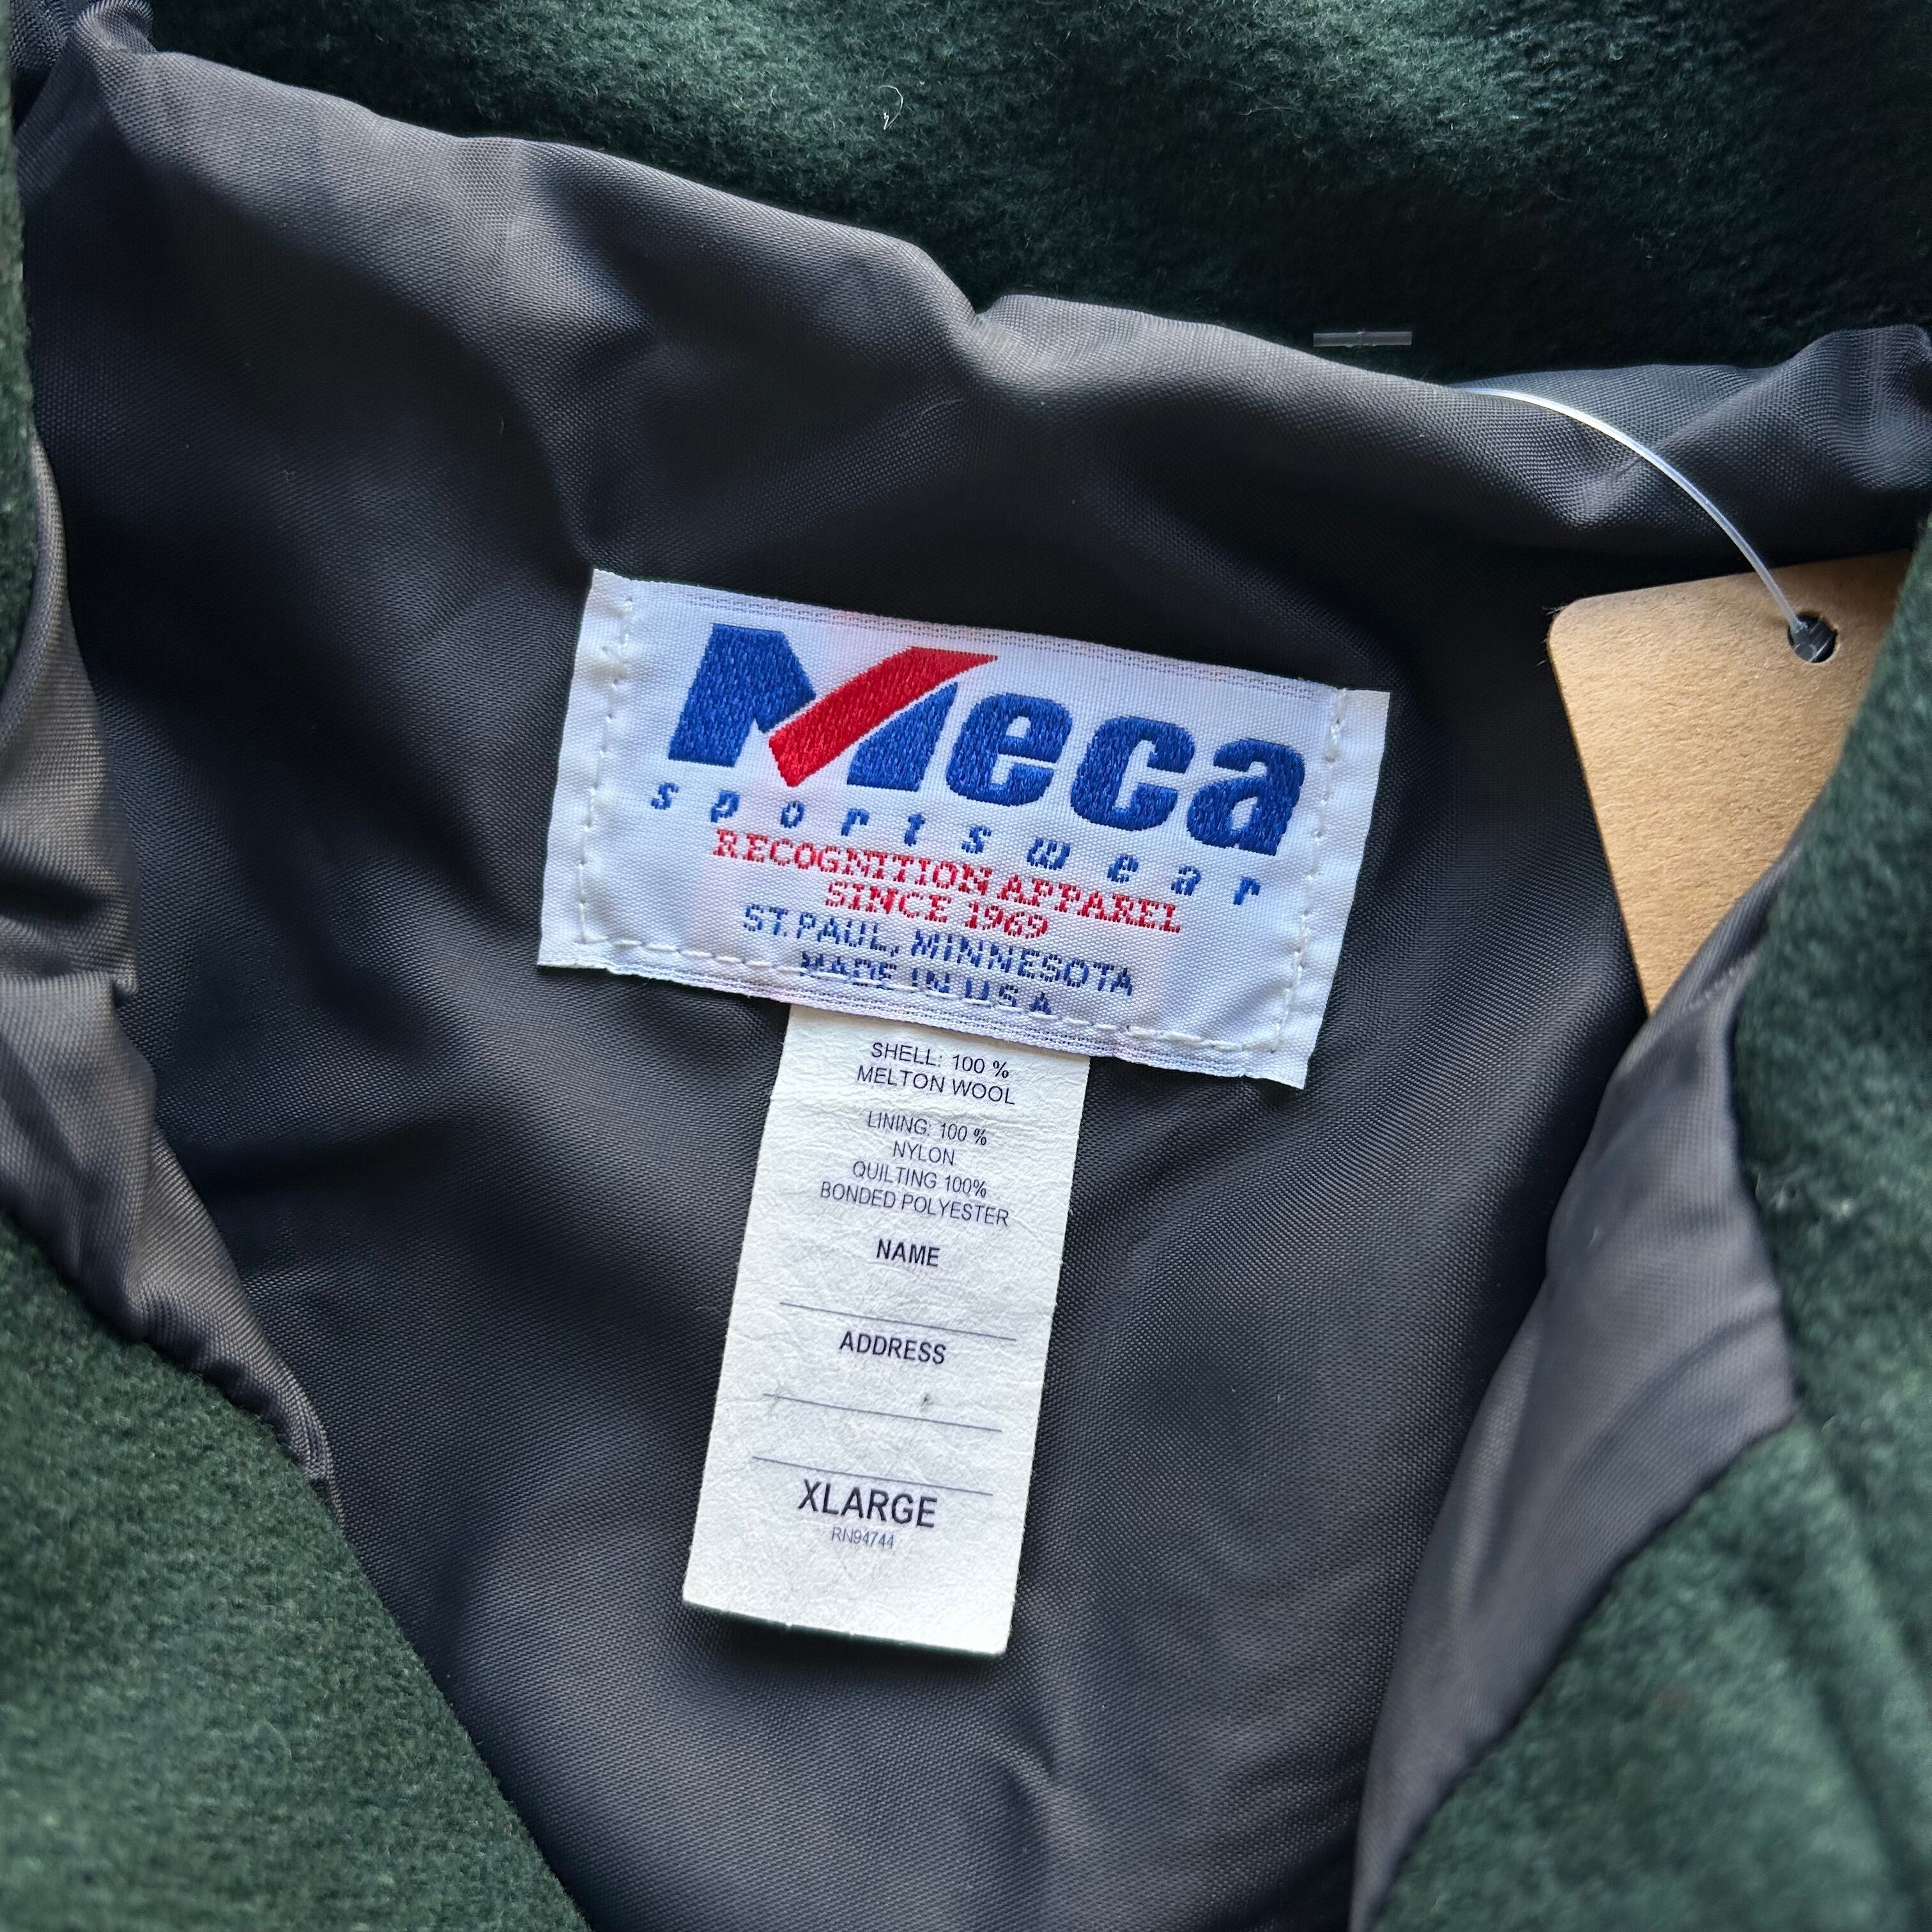 Meca
sportswear
RECOGNITION APPAREL
SINCE 1969
ST. PAUL, MINNESOTA
MADE IN U.S.A
SHELL: 100 %
MELTON WOOL
LINING: 100 %
NYLON
QUILTING 100%
BONDED POLYESTER
NAME
ADDRESS
XLARGE
RN94744